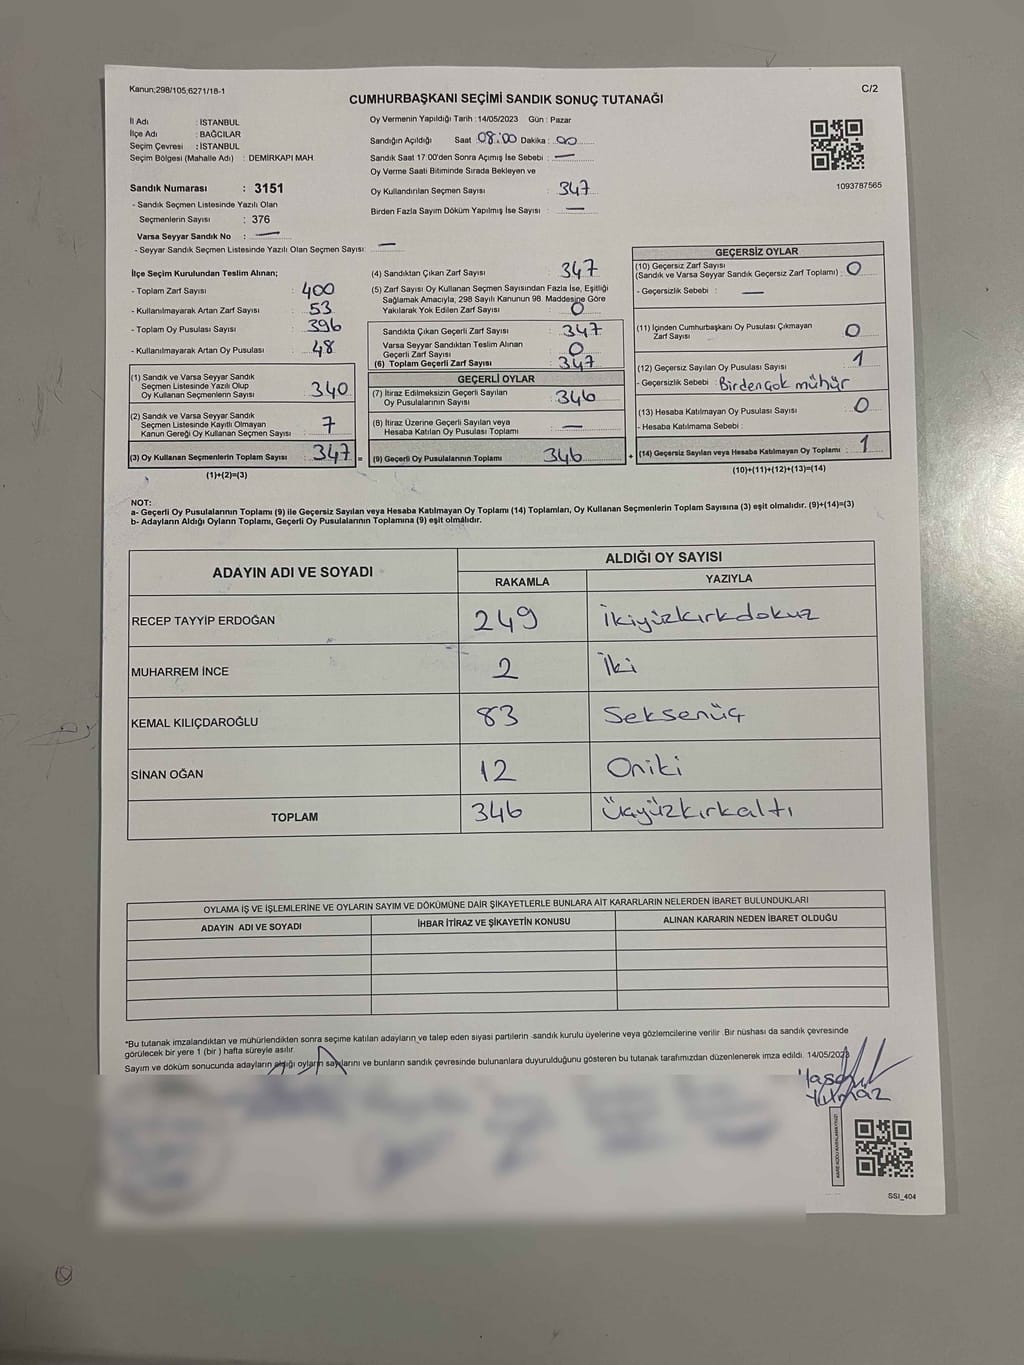 Kanun;298/105;6271/18-1
C/2
CUMHURBAŞKANI SEÇİMİ SANDIK SONUÇ TUTANAĞI
İl Adı : İSTANBUL
İlçe Adı : BAĞCILAR
Seçim Çevresi : İSTANBUL
Seçim Bölgesi (Mahalle Adı) : DEMİRKAPI MAH
Sandık Numarası : 3151
- Sandık Seçmen Listesinde Yazılı Olan
Seçmenlerin Sayısı : 376
Varsa Seyyar Sandık No : —
- Seyyar Sandık Seçmen Listesinde Yazılı Olan Seçmen Sayısı: —
Oy Vermenin Yapıldığı Tarih : 14/05/2023 Gün : Pazar
Sandığın Açıldığı Saat 08:00 Dakika : 00
Sandık Saat 17:00'den Sonra Açımış İse Sebebi : —
Oy Verme Saati Bitiminde Sırada Bekleyen ve
Oy Kullandırılan Seçmen Sayısı : 347
Birden Fazla Sayım Döküm Yapılmış İse Sayısı : —
1093787565
İlçe Seçim Kurulundan Teslim Alınan;
- Toplam Zarf Sayısı : 400
- Kullanılmayarak Artan Zarf Sayısı : 53
- Toplam Oy Pusulası Sayısı : 396
- Kullanılmayarak Artan Oy Pusulası : 48
(1) Sandık ve Varsa Seyyar Sandık
Seçmen Listesinde Yazılı Olup
Oy Kullanan Seçmenlerin Sayısı : 340
(2) Sandık ve Varsa Seyyar Sandık
Seçmen Listesinde Kayıtlı Olmayan
Kanun Gereği Oy Kullanan Seçmen Sayısı : 7
(3) Oy Kullanan Seçmenlerin Toplam Sayısı : 347 =
(1)+(2)=(3)
(4) Sandıktan Çıkan Zarf Sayısı : 347
(5) Zarf Sayısı Oy Kullanan Seçmen Sayısından Fazla İse, Eşitliği
Sağlamak Amacıyla, 298 Sayılı Kanunun 98. Maddesine Göre
Yakılarak Yok Edilen Zarf Sayısı : 0
Sandıkta Çıkan Geçerli Zarf Sayısı : 347
Varsa Seyyar Sandıktan Teslim Alınan
Geçerli Zarf Sayısı : 0
(6) Toplam Geçerli Zarf Sayısı : 347
GEÇERLİ OYLAR
(7) İtiraz Edilmeksizin Geçerli Sayılan
Oy Pusulalarının Sayısı : 346
(8) İtiraz Üzerine Geçerli Sayılan veya
Hesaba Katılan Oy Pusulası Toplamı : —
(9) Geçerli Oy Pusulalarının Toplamı 346 +
GEÇERSİZ OYLAR
(10) Geçersiz Zarf Sayısı
(Sandık ve Varsa Seyyar Sandık Geçersiz Zarf Toplamı) : 0
- Geçersizlik Sebebi : —
(11) İçinden Cumhurbaşkanı Oy Pusulası Çıkmayan
Zarf Sayısı : 0
(12) Geçersiz Sayılan Oy Pusulası Sayısı : 1
- Geçersizlik Sebebi : Birden çok mühür
(13) Hesaba Katılmayan Oy Pusulası Sayısı : 0
- Hesaba Katılmama Sebebi :
(14) Geçersiz Sayılan veya Hesaba Katılmayan Oy Toplamı : 1
(10)+(11)+(12)+(13)=(14)
NOT:
a- Geçerli Oy Pusulalarının Toplamı (9) ile Geçersiz Sayılan veya Hesaba Katılmayan Oy Toplamı (14) Toplamları, Oy Kullanan Seçmenlerin Toplam Sayısına (3) eşit olmalıdır. (9)+(14)=(3)
b- Adayların Aldığı Oyların Toplamı, Geçerli Oy Pusulalarının Toplamına (9) eşit olmalıdır.
ADAYIN ADI VE SOYADI
ALDIĞI OY SAYISI
RAKAMLA YAZIYLA
RECEP TAYYİP ERDOĞAN 249 İkiyüzkırkdokuz
MUHARREM İNCE 2 İki
KEMAL KILIÇDAROĞLU 83 Seksenüç
SİNAN OĞAN 12 Oniki
TOPLAM 346 Üçyüzkırkaltı
OYLAMA İŞ VE İŞLEMLERİNE VE OYLARIN SAYIM VE DÖKÜMÜNE DAİR ŞİKAYETLERLE BUNLARA AİT KARARLARIN NELERDEN İBARET BULUNDUKLARI
ADAYIN ADI VE SOYADI İHBAR İTİRAZ VE ŞİKAYETİN KONUSU ALINAN KARARIN NEDEN İBARET OLDUĞU
*Bu tutanak imzalandıktan ve mühürlendikten sonra seçime katılan adayların ve talep eden siyasi partilerin sandık kurulu üyelerine veya gözlemcilerine verilir. Bir nüshası da sandık çevresinde
görülecek bir yere 1 (bir ) hafta süreyle asılır.
Sayım ve döküm sonucunda adayların aldığı oyların sayılarını ve bunların sandık çevresinde bulunanlara duyurulduğunu gösteren bu tutanak tarafımızdan düzenlenerek imza edildi. 14/05/2023
Yılmaz
SSI_404